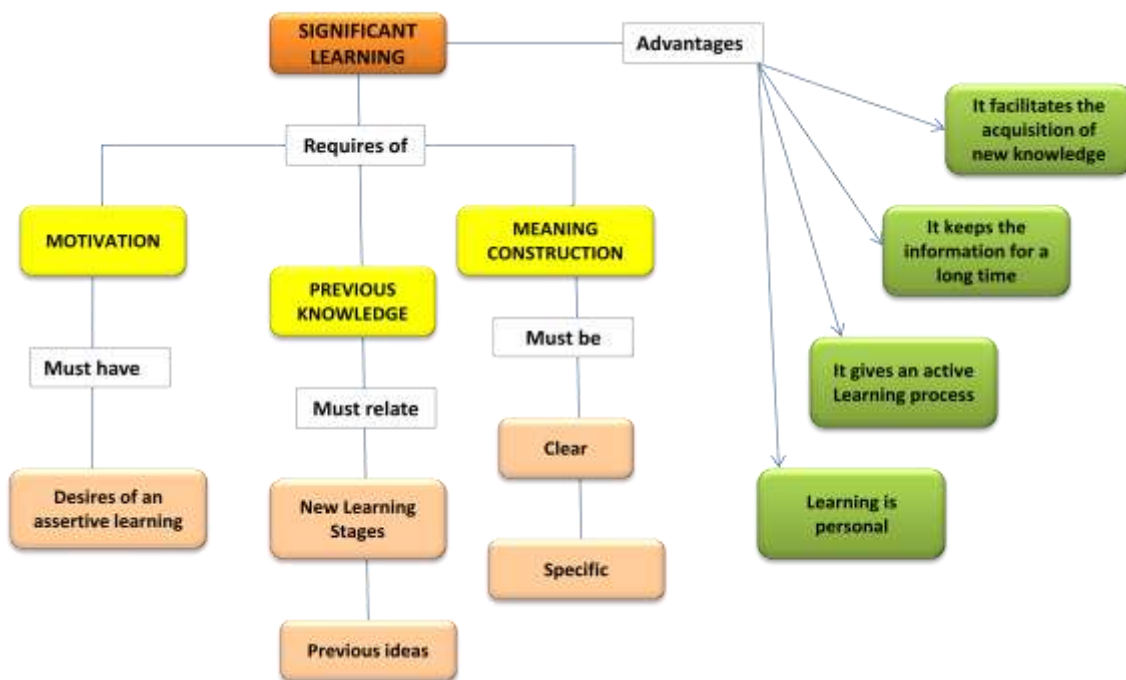 SIGNIFICANT
LEARNING
Advantages
Requires of
It facilitates the
acquisition of
new knowledge
MOTIVATION
MEANING
CONSTRUCTION
It keeps the
information for a
long time
PREVIOUS
KNOWLEDGE
Must have
Must be
It gives an active
Learning process
Must relate
Clear
Desires of an
assertive learning
New Learning
Stages
Learning is
personal
Specific
Previous ideas